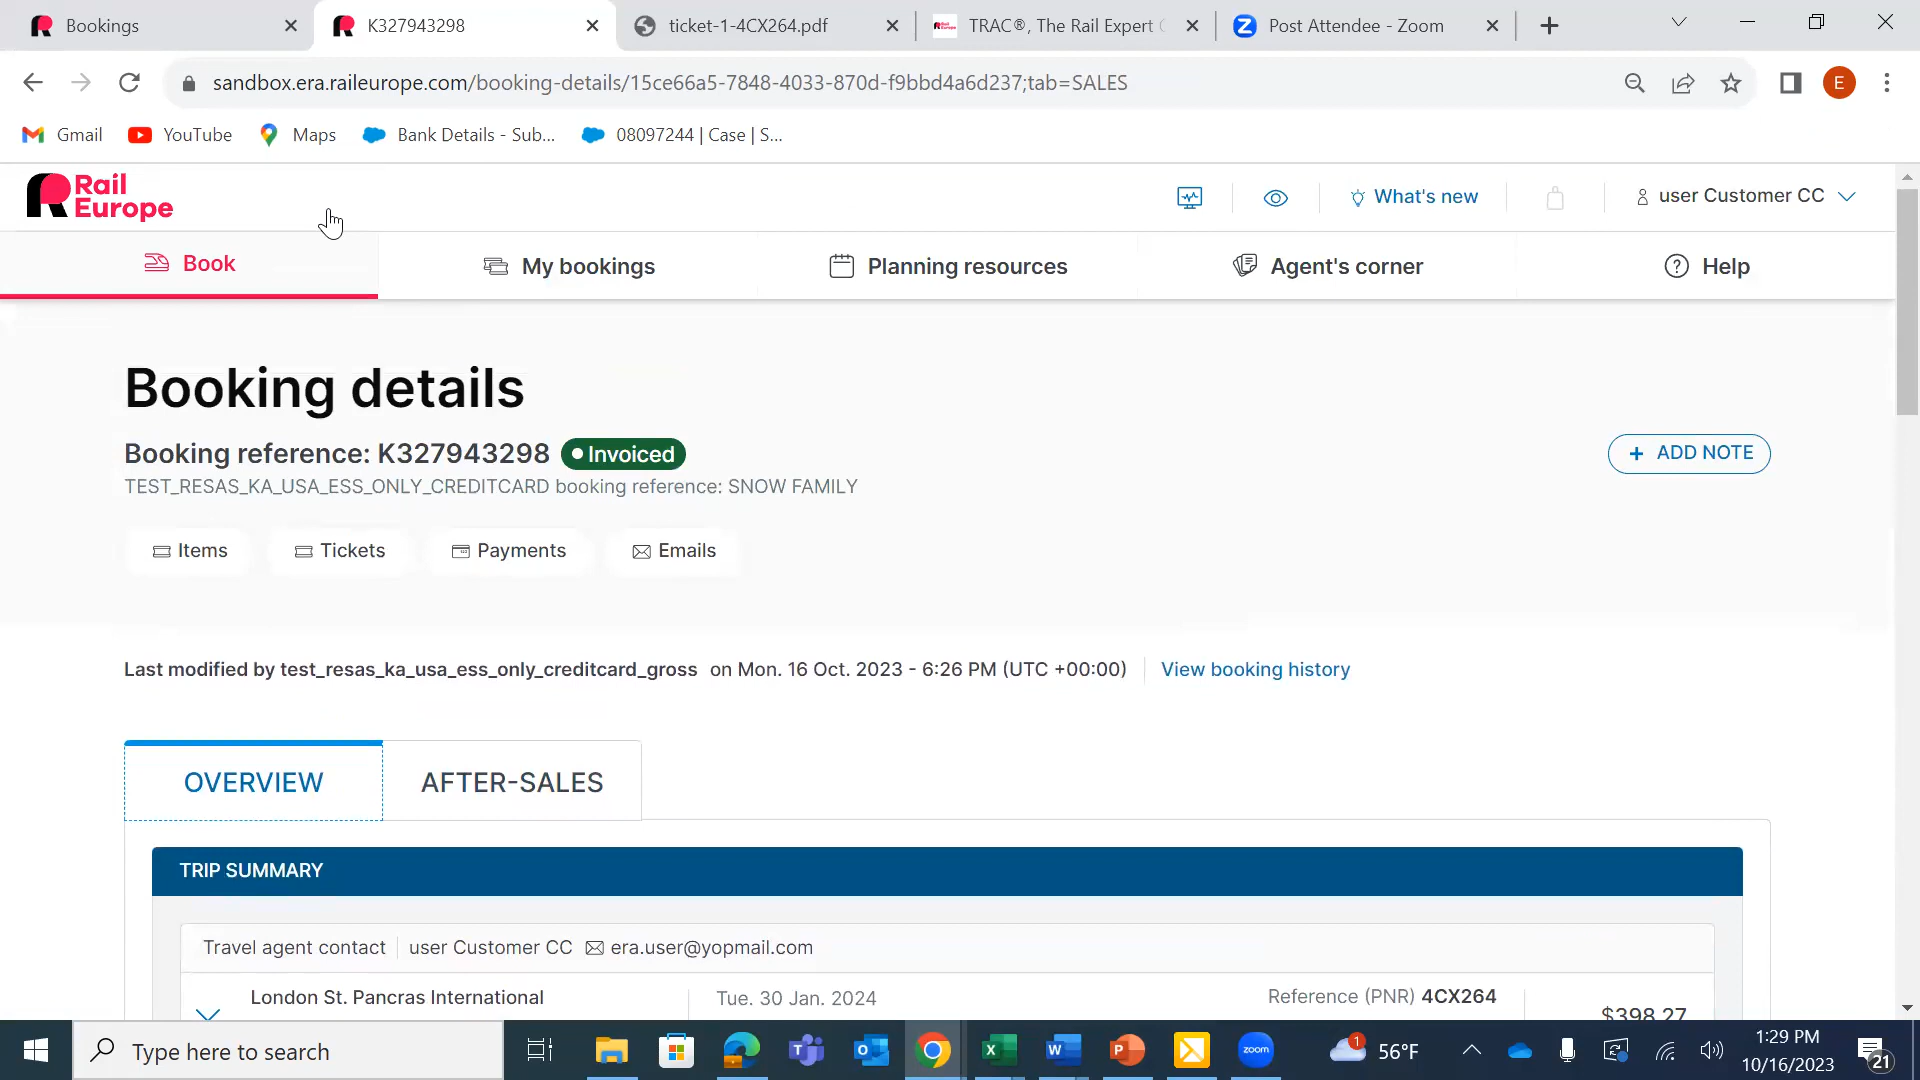 Bookings
K327943298
ticket-1-4CX264.pdf
TRAC®, The Rail Expert
Post Attendee - Zoom
sandbox.era.raileurope.com/booking-details/15ce66a5-7848-4033-870d-f9bbd4a6d237;tab=SALES
E
Gmail
YouTube
Maps
Bank Details - Sub...
08097244 | Case | S...
Rail Europe
What's new
user Customer CC
Book
My bookings
Planning resources
Agent's corner
Help
Booking details
Booking reference: K327943298
Invoiced
+ ADD NOTE
TEST_RESAS_KA_USA_ESS_ONLY_CREDITCARD booking reference: SNOW FAMILY
Items
Tickets
Payments
Emails
Last modified by test_resas_ka_usa_ess_only_creditcard_gross on Mon. 16 Oct. 2023 - 6:26 PM (UTC +00:00)
View booking history
OVERVIEW
AFTER-SALES
TRIP SUMMARY
Travel agent contact
user Customer CC
era.user@yopmail.com
London St. Pancras International
Tue. 30 Jan. 2024
Reference (PNR) 4CX264
$398.27
Type here to search
zoom
1
56°F
1:29 PM
10/16/2023
21